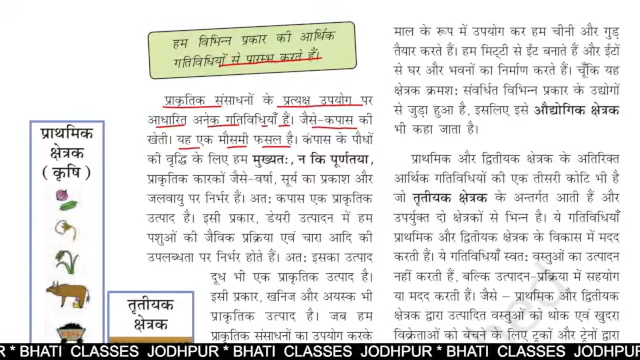 हम विभिन्न प्रकार की आर्थिक
गतिविधियों से प्रारम्भ करते हैं।
प्राकृतिक संसाधनों के प्रत्यक्ष उपयोग पर
आधारित अनेक गतिविधियाँ हैं। जैसे-कपास की
खेती। यह एक मौसमी फसल है। कपास के पौधों
की वृद्धि के लिए हम मुख्यतः, न कि पूर्णतया,
प्राकृतिक कारकों जैसे-वर्षा, सूर्य का प्रकाश और
जलवायु पर निर्भर हैं। अतः कपास एक प्राकृतिक
उत्पाद है। इसी प्रकार, डेयरी उत्पादन में हम
पशुओं की जैविक प्रक्रिया एवं चारा आदि की
उपलब्धता पर निर्भर होते हैं। अतः इसका उत्पाद
दूध भी एक प्राकृतिक उत्पाद है।
इसी प्रकार, खनिज और अयस्क भी
प्राकृतिक उत्पाद है। जब हम
प्राकृतिक संसाधनों का उपयोग करके
प्राथमिक
क्षेत्रक
(कृषि)
तृतीयक
क्षेत्रक
माल के रूप में उपयोग कर हम चीनी और गुड़
तैयार करते हैं। हम मिट्टी से ईंट बनाते हैं और ईंटों
से घर और भवनों का निर्माण करते हैं। चूँकि यह
क्षेत्रक क्रमशः संवर्धित विभिन्न प्रकार के उद्योगों
से जुड़ा हुआ है, इसलिए इसे औद्योगिक क्षेत्रक
भी कहा जाता है।
प्राथमिक और द्वितीयक क्षेत्रक के अतिरिक्त
आर्थिक गतिविधियों की एक तीसरी कोटि भी है
जो तृतीयक क्षेत्रक के अन्तर्गत आती हैं और
उपर्युक्त दो क्षेत्रकों से भिन्न है। ये गतिविधियाँ
प्राथमिक और द्वितीयक क्षेत्रक के विकास में मदद
करती हैं। ये गतिविधियाँ स्वतः वस्तुओं का उत्पादन
नहीं करती हैं, बल्कि उत्पादन-प्रक्रिया में सहयोग
या मदद करती हैं। जैसे – प्राथमिक और द्वितीयक
क्षेत्रक द्वारा उत्पादित वस्तुओं को थोक एवं खुदरा
विक्रेताओं को बेचने के लिए ट्रकों और ट्रेनों द्वारा
R * BHATI CLASSES JODHPUR * BHATI CLASSES JODHPUR * BHATI CLASSES JODHPUR